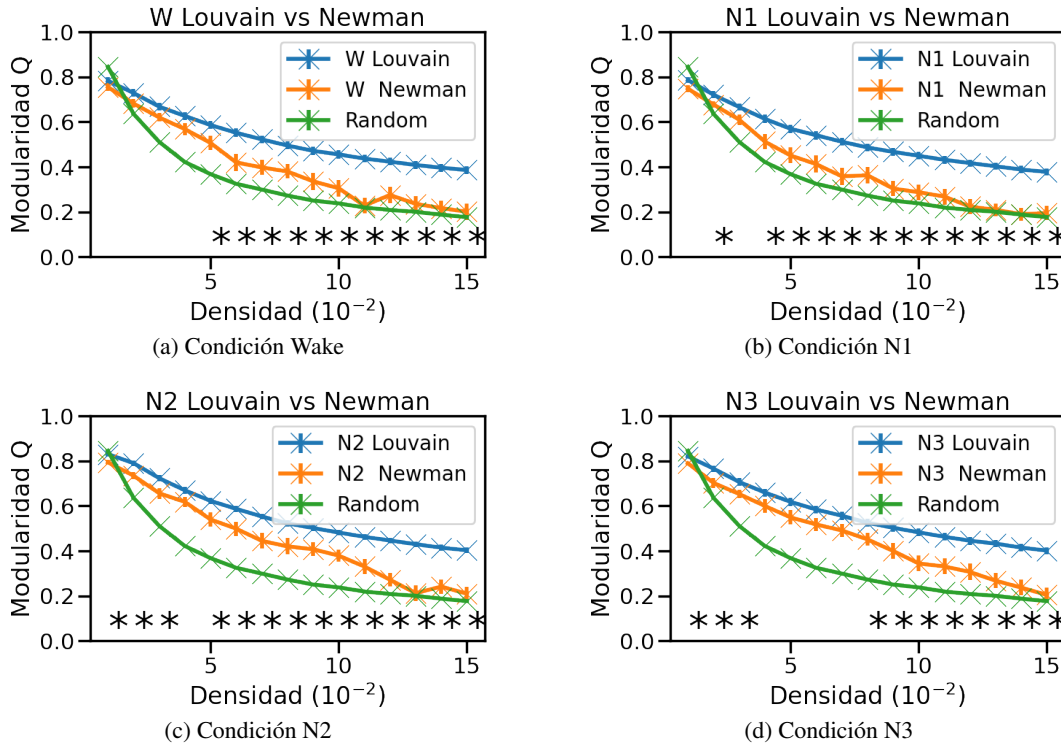 W Louvain vs Newman
Modularidad Q
1.0
0.8
0.6
0.4
0.2
0.0
W Louvain
W Newman
Random
* * * * * * * * * * *
5 10 15
Densidad (10⁻²)
(a) Condición Wake
N1 Louvain vs Newman
Modularidad Q
1.0
0.8
0.6
0.4
0.2
0.0
N1 Louvain
N1 Newman
Random
* * * * * * * * * * * * *
5 10 15
Densidad (10⁻²)
(b) Condición N1
N2 Louvain vs Newman
Modularidad Q
1.0
0.8
0.6
0.4
0.2
0.0
N2 Louvain
N2 Newman
Random
* * * * * * * * * * * * * *
5 10 15
Densidad (10⁻²)
(c) Condición N2
N3 Louvain vs Newman
Modularidad Q
1.0
0.8
0.6
0.4
0.2
0.0
N3 Louvain
N3 Newman
Random
* * * * * * * * * * *
5 10 15
Densidad (10⁻²)
(d) Condición N3